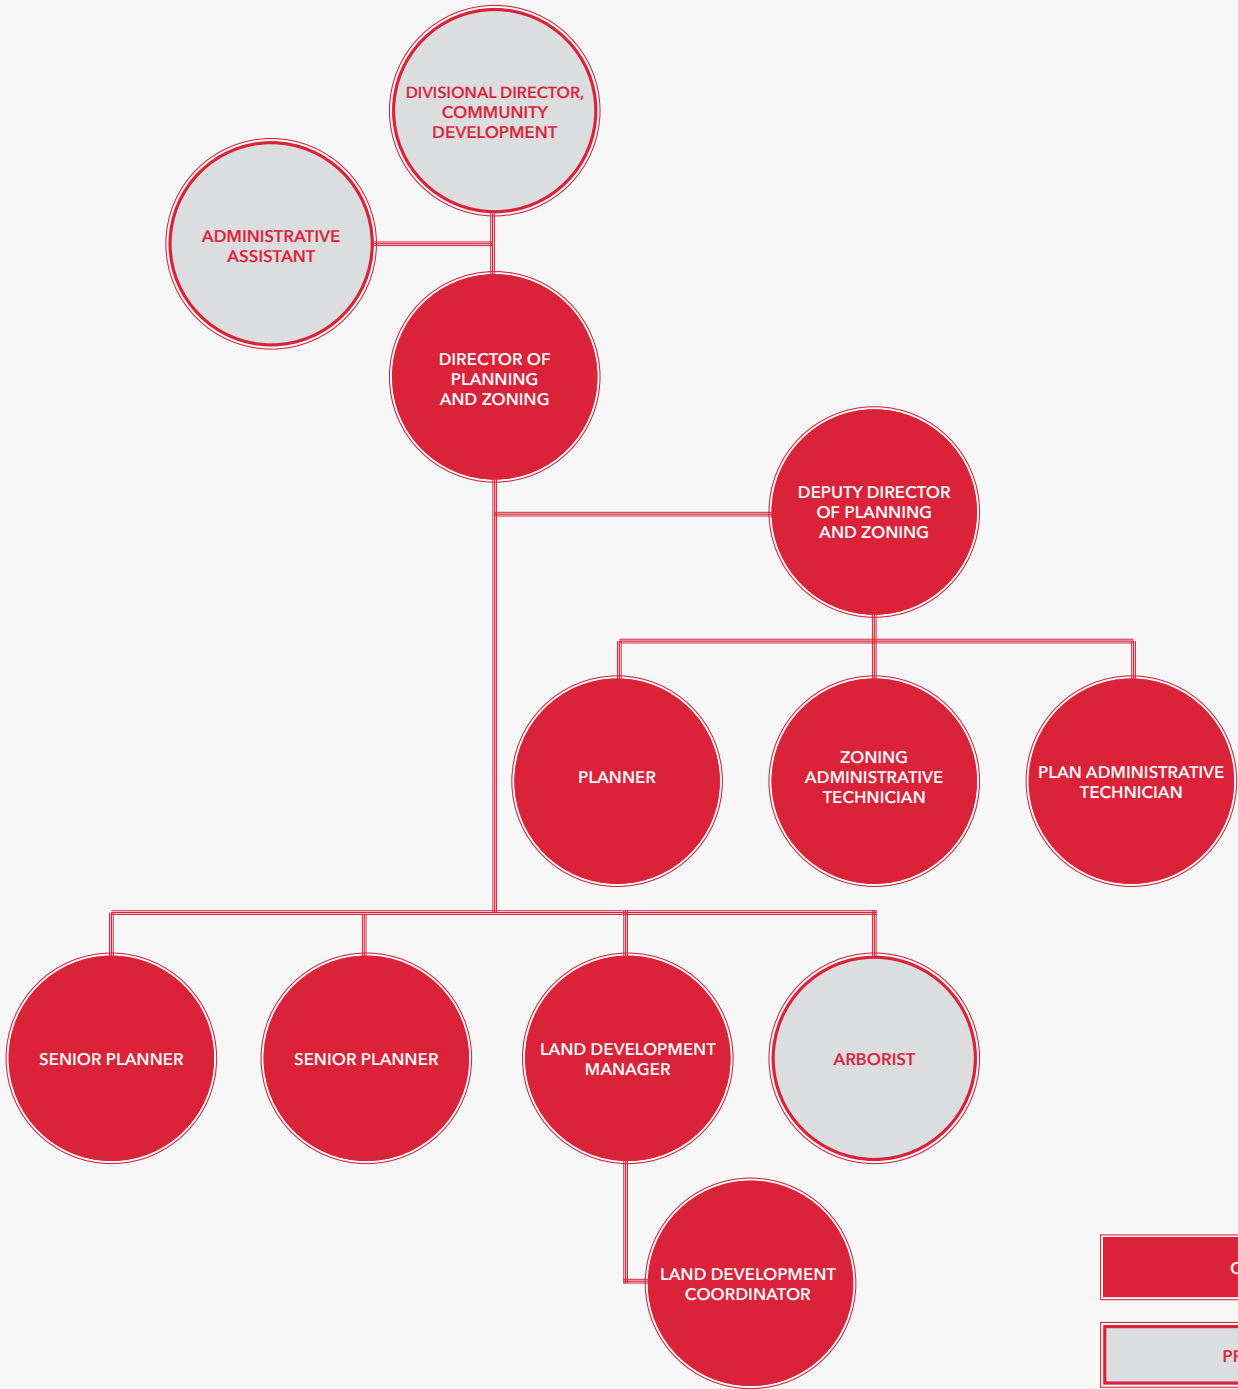 DIVISIONAL DIRECTOR,
COMMUNITY
DEVELOPMENT
ADMINISTRATIVE
ASSISTANT
DIRECTOR OF
PLANNING
AND ZONING
DEPUTY DIRECTOR
OF PLANNING
AND ZONING
PLANNER
ZONING
ADMINISTRATIVE
TECHNICIAN
PLAN ADMINISTRATIVE
TECHNICIAN
SENIOR PLANNER
SENIOR PLANNER
LAND DEVELOPMENT
MANAGER
ARBORIST
LAND DEVELOPMENT
COORDINATOR